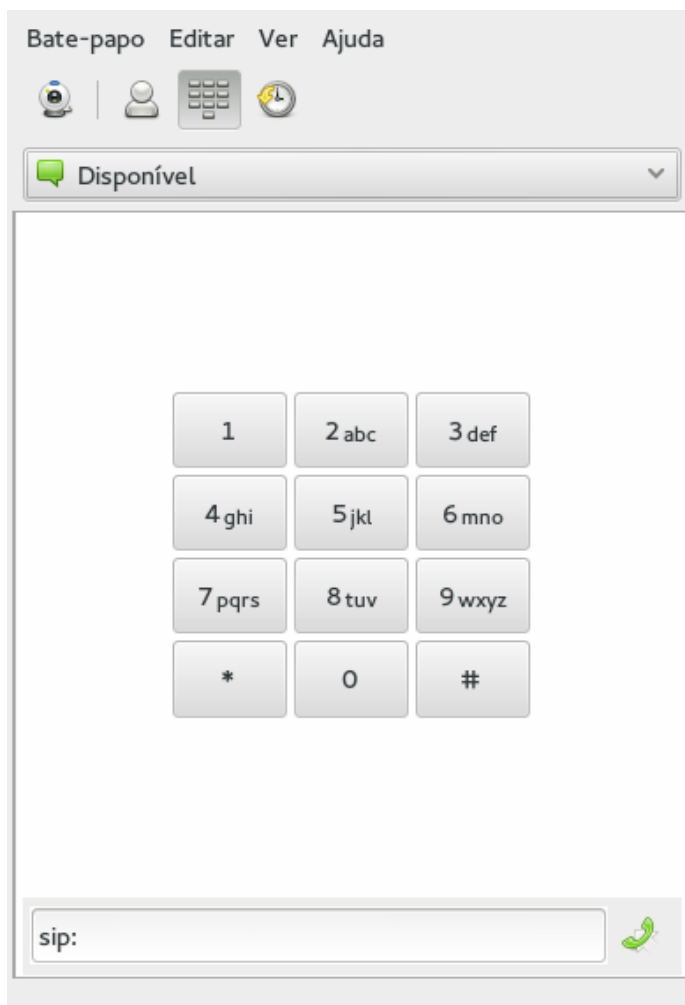 Bate-papo Editar Ver Ajuda
Disponível
1 2 abc 3 def
4 ghi 5 jkl 6 mno
7 pqrs 8 tuv 9 wxyz
* 0 #
sip: